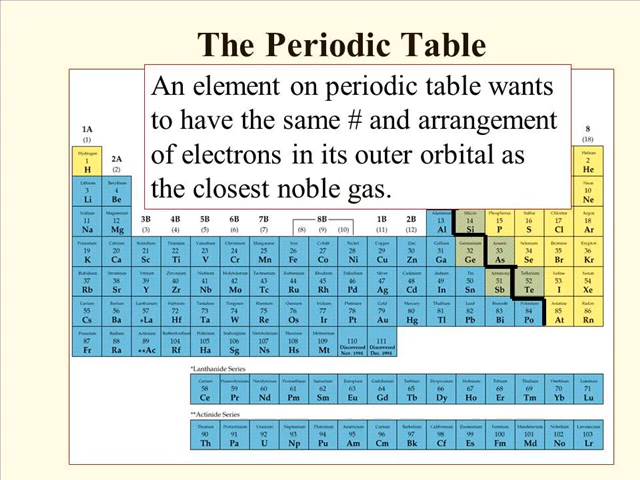 The Periodic Table
An element on periodic table wants
to have the same # and arrangement
of electrons in its outer orbital as
the closest noble gas.
1A 8
(1) (18)
Hydrogen Helium
1 2
H 2A He
(2)
Lithium Beryllium Neon
3 4 10
Li Be Ne
Sodium Magnesium 3B 4B 5B 6B 7B 8B 1B 2B Aluminum Silicon Phosphorus Sulfur Chlorine Argon
11 12 (3) (4) (5) (6) (7) (8) (9) (10) (11) (12) 13 14 15 16 17 18
Na Mg Al Si P S Cl Ar
Potassium Calcium Scandium Titanium Vanadium Chromium Manganese Iron Cobalt Nickel Copper Zinc Gallium Germanium Arsenic Selenium Bromine Krypton
19 20 21 22 23 24 25 26 27 28 29 30 31 32 33 34 35 36
K Ca Sc Ti V Cr Mn Fe Co Ni Cu Zn Ga Ge As Se Br Kr
Rubidium Strontium Yttrium Zirconium Niobium Molybdenum Technetium Ruthenium Rhodium Palladium Silver Cadmium Indium Tin Antimony Tellurium Iodine Xenon
37 38 39 40 41 42 43 44 45 46 47 48 49 50 51 52 53 54
Rb Sr Y Zr Nb Mo Tc Ru Rh Pd Ag Cd In Sn Sb Te I Xe
Cesium Barium Lanthanum Hafnium Tantalum Tungsten Rhenium Osmium Iridium Platinum Gold Mercury Thallium Lead Bismuth Polonium Astatine Radon
55 56 57 72 73 74 75 76 77 78 79 80 81 82 83 84 85 86
Cs Ba *La Hf Ta W Re Os Ir Pt Au Hg Tl Pb Bi Po At Rn
Francium Radium Actinium Rutherfordium Hahnium Seaborgium Nielsbohrium Hassium Meitnerium 110 111
87 88 89 104 105 106 107 108 109 Discovered Discovered
Fr Ra **Ac Rf Ha Sg Ns Hs Mt Nov. 1994 Dec. 1994
*Lanthanide Series
Cerium Praseodymium Neodymium Promethium Samarium Europium Gadolinium Terbium Dysprosium Holmium Erbium Thulium Ytterbium Lutetium
58 59 60 61 62 63 64 65 66 67 68 69 70 71
Ce Pr Nd Pm Sm Eu Gd Tb Dy Ho Er Tm Yb Lu
**Actinide Series
Thorium Protactinium Uranium Neptunium Plutonium Americium Curium Berkelium Californium Einsteinium Fermium Mendelevium Nobelium Lawrencium
90 91 92 93 94 95 96 97 98 99 100 101 102 103
Th Pa U Np Pu Am Cm Bk Cf Es Fm Md No Lr